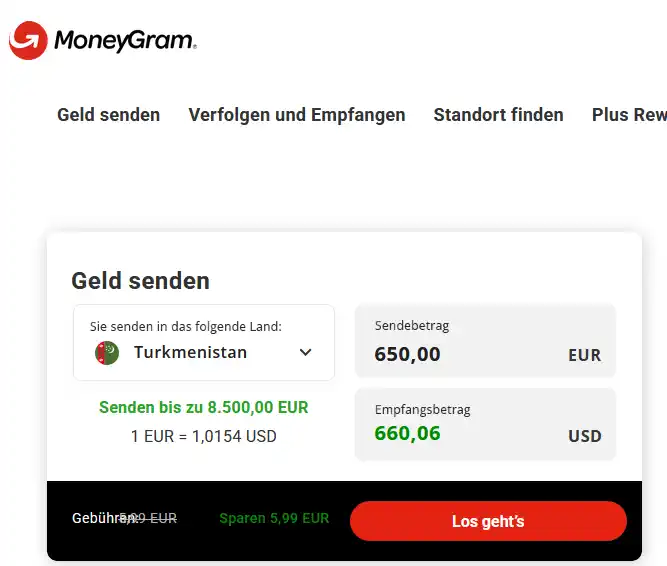 MoneyGram®
Geld senden Verfolgen und Empfangen Standort finden Plus Rew
Geld senden
Sie senden in das folgende Land:
Turkmenistan
Senden bis zu 8.500,00 EUR
1 EUR = 1,0154 USD
Sendebetrag
650,00 EUR
Empfangsbetrag
660,06 USD
Gebühren: 5,99 EUR Sparen 5,99 EUR Los geht's